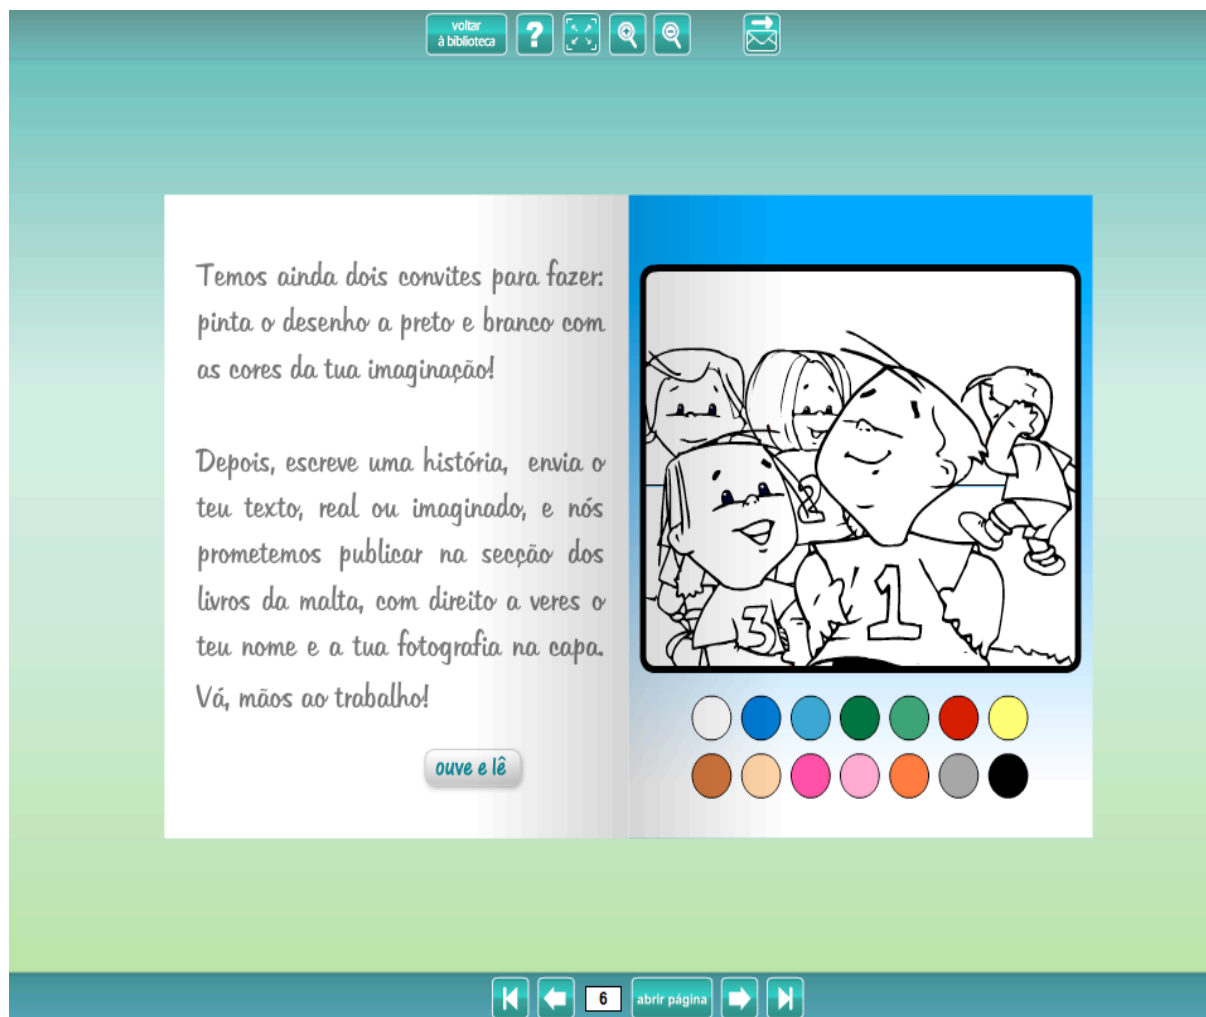 voltar
à biblioteca
?
Temos ainda dois convites para fazer:
pinta o desenho a preto e branco com
as cores da tua imaginação!
Depois, escreve uma história, envia o
teu texto, real ou imaginado, e nós
prometemos publicar na secção dos
livros da malta, com direito a veres o
teu nome e a tua fotografia na capa.
Vá, mãos ao trabalho!
ouve e lê
2
3
1
6
abrir página